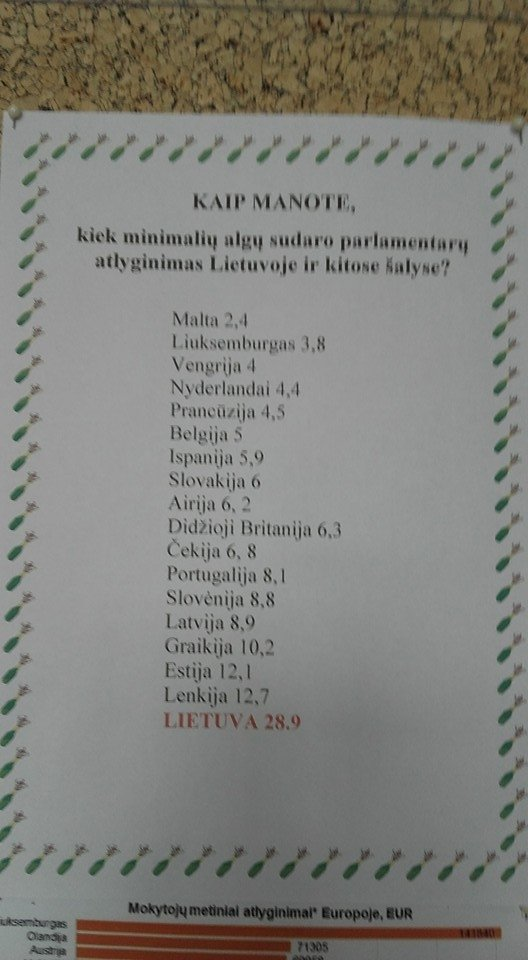 KAIP MANOTE,
kiek minimalių algų sudaro parlamentarų
atlyginimas Lietuvoje ir kitose šalyse?
Malta 2,4
Liuksemburgas 3,8
Vengrija 4
Nyderlandai 4,4
Prancūzija 4,5
Belgija 5
Ispanija 5,9
Slovakija 6
Airija 6, 2
Didžioji Britanija 6,3
Čekija 6, 8
Portugalija 8,1
Slovėnija 8,8
Latvija 8,9
Graikija 10,2
Estija 12,1
Lenkija 12,7
LIETUVA 28.9
Mokytojų metiniai atlyginimai* Europoje, EUR
iuksemburgas
Olandija 71305
Austrija